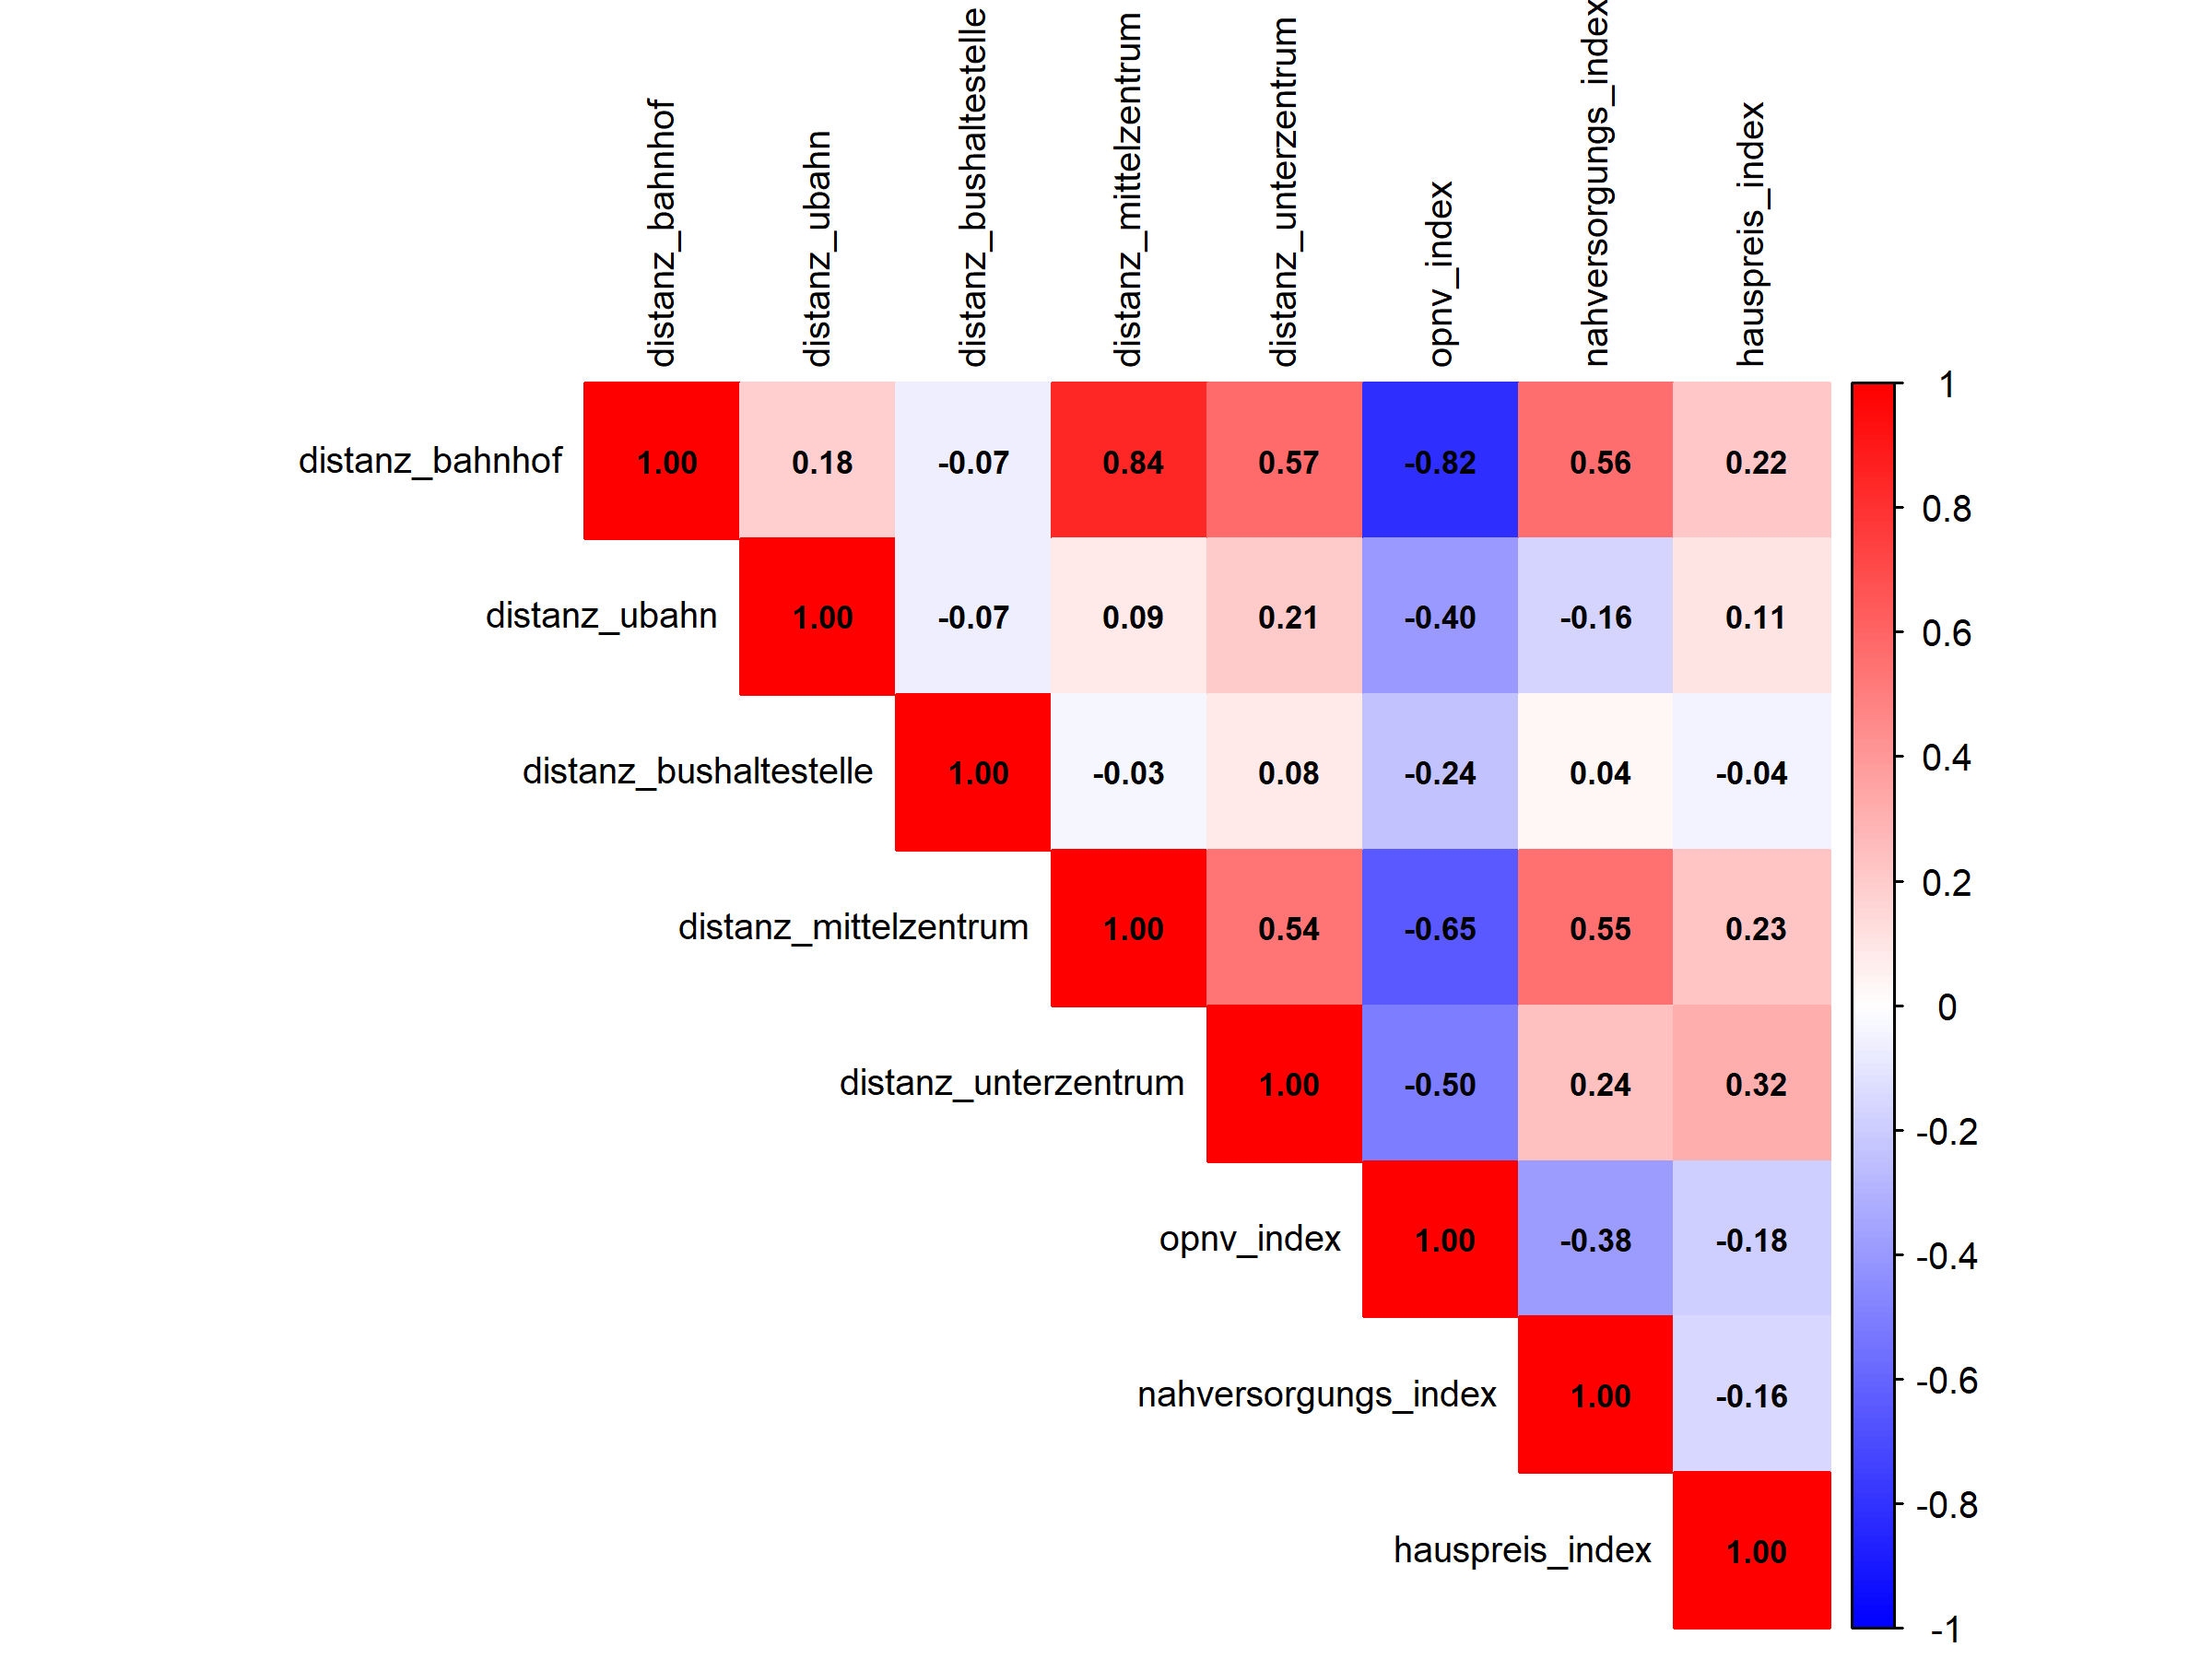 distanz_bahnhof
distanz_ubahn
distanz_bushaltestelle
distanz_mittelzentrum
distanz_unterzentrum
opnv_index
nahversorgungs_index
hauspreis_index
distanz_bahnhof 1.00 0.18 -0.07 0.84 0.57 -0.82 0.56 0.22
distanz_ubahn 1.00 -0.07 0.09 0.21 -0.40 -0.16 0.11
distanz_bushaltestelle 1.00 -0.03 0.08 -0.24 0.04 -0.04
distanz_mittelzentrum 1.00 0.54 -0.65 0.55 0.23
distanz_unterzentrum 1.00 -0.50 0.24 0.32
opnv_index 1.00 -0.38 -0.18
nahversorgungs_index 1.00 -0.16
hauspreis_index 1.00
1
0.8
0.6
0.4
0.2
0
-0.2
-0.4
-0.6
-0.8
-1